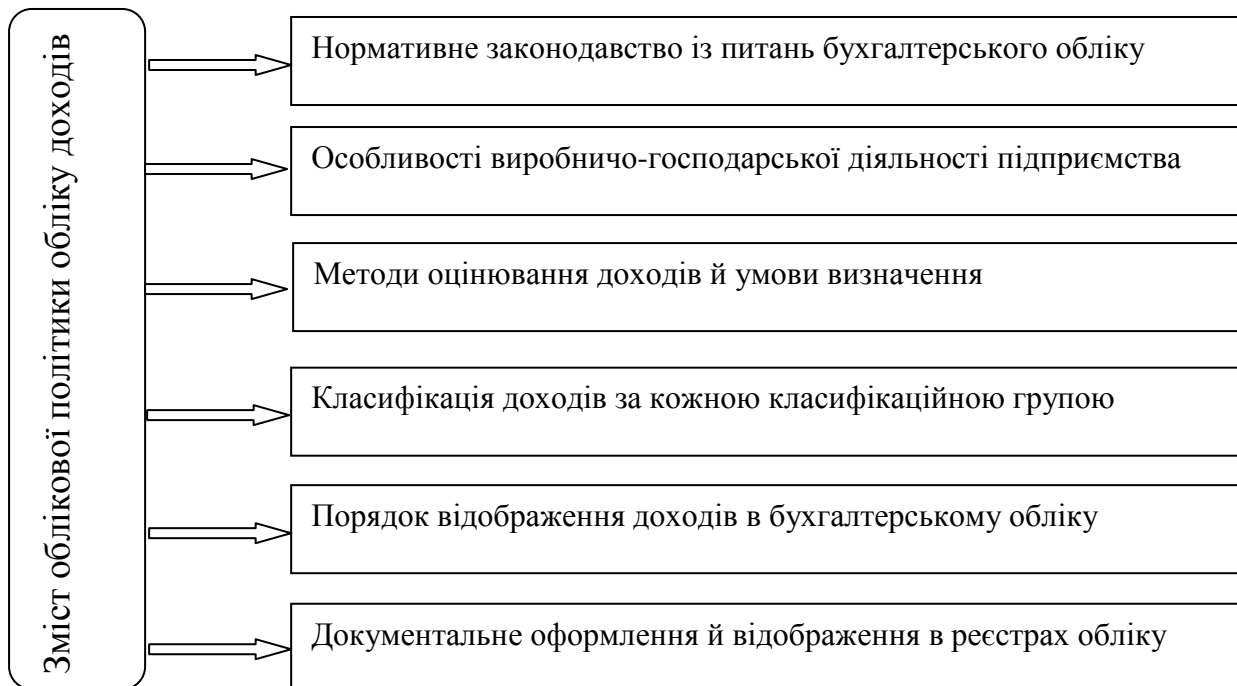 Зміст облікової політики обліку доходів
Нормативне законодавство із питань бухгалтерського обліку
Особливості виробничо-господарської діяльності підприємства
Методи оцінювання доходів й умови визначення
Класифікація доходів за кожною класифікаційною групою
Порядок відображення доходів в бухгалтерському обліку
Документальне оформлення й відображення в реєстрах обліку